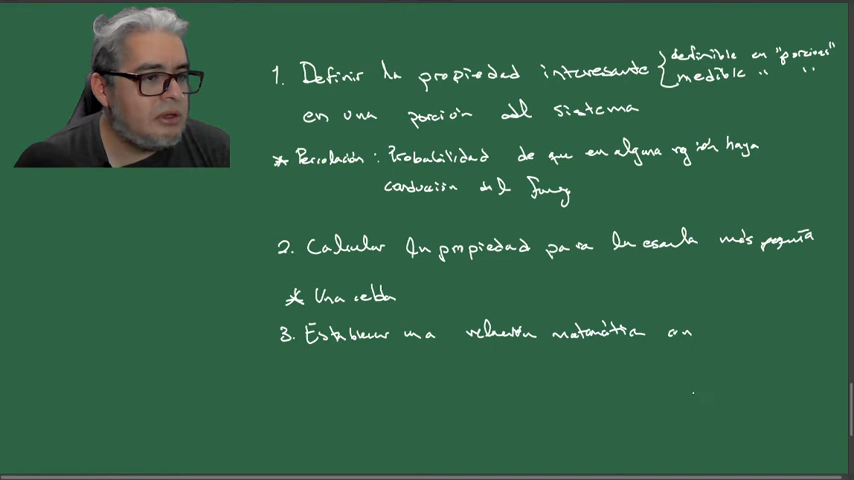 1. Definir la propiedad interesante { definible en "porciones"
medible " "
en una porción del sistema
* Percolación: Probabilidad de que en alguna región haya
conducción del fuego
2. Calcular la propiedad para la escala más pequeña
* Una celda
3. Establecer una relación matemática con